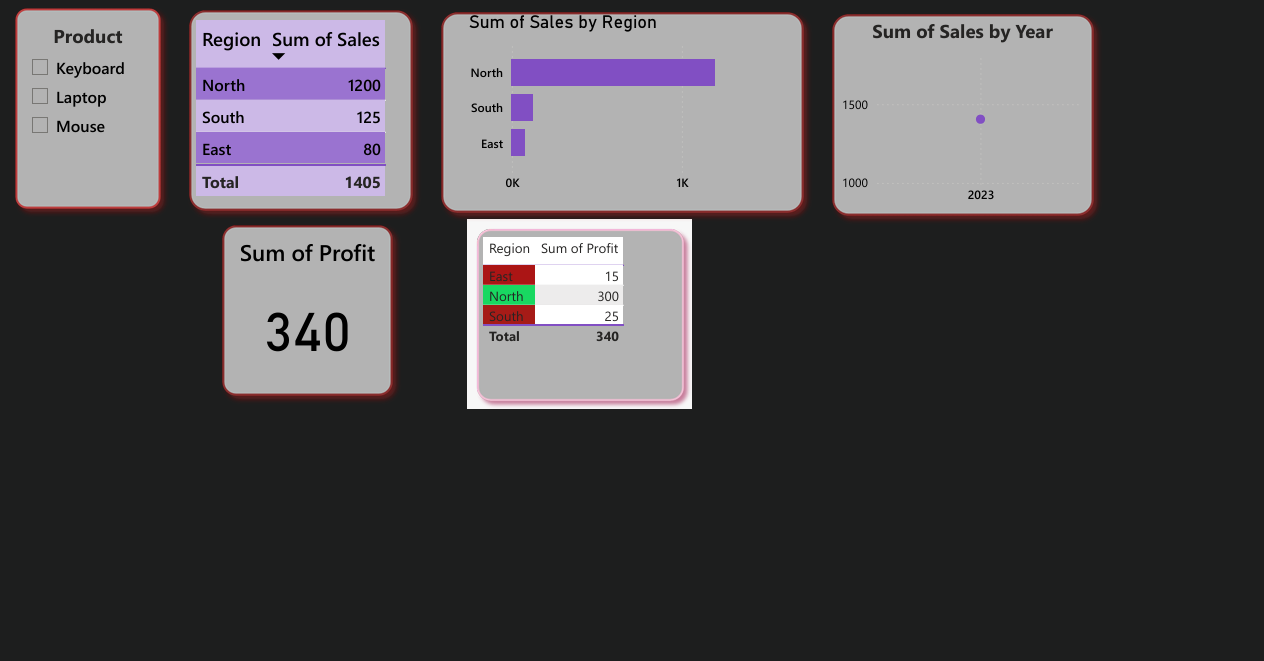 Product
Keyboard
Laptop
Mouse
Region Sum of Sales
North 1200
South 125
East 80
Total 1405
Sum of Sales by Region
North
South
East
0K 1K
Sum of Sales by Year
1500
1000
2023
Sum of Profit
340
Region Sum of Profit
East 15
North 300
South 25
Total 340